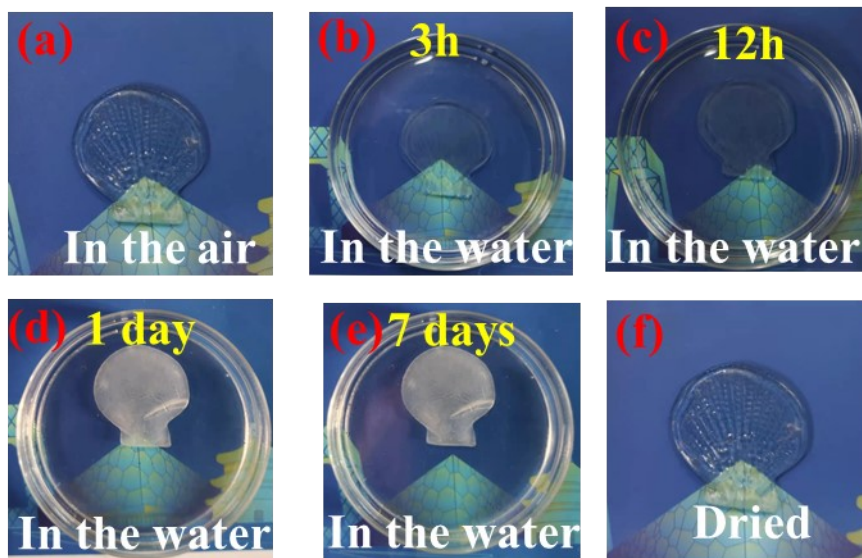 (a)
In the air
(b)
3h
In the water
(c)
12h
In the water
(d) 1 day
In the water
(e) 7 days
In the water
(f)
Dried